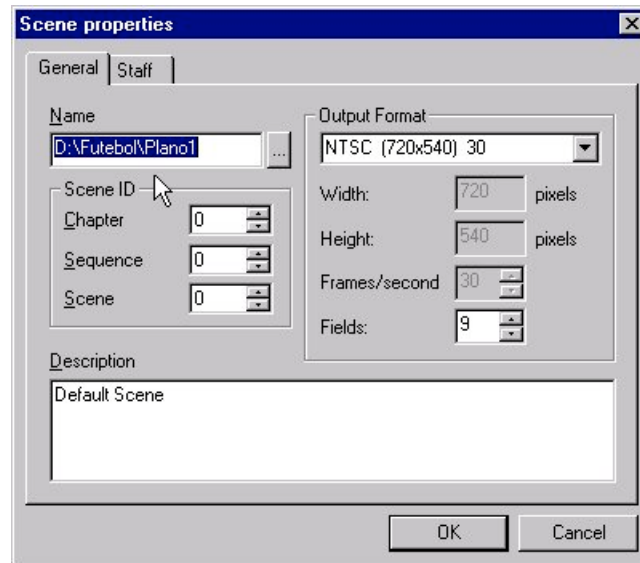 Scene properties
General Staff
Name
D:\Futebol\Plano1 ...
Scene ID
Chapter 0
Sequence 0
Scene 0
Output Format
NTSC (720x540) 30
Width: 720 pixels
Height: 540 pixels
Frames/second 30
Fields: 9
Description
Default Scene
OK Cancel